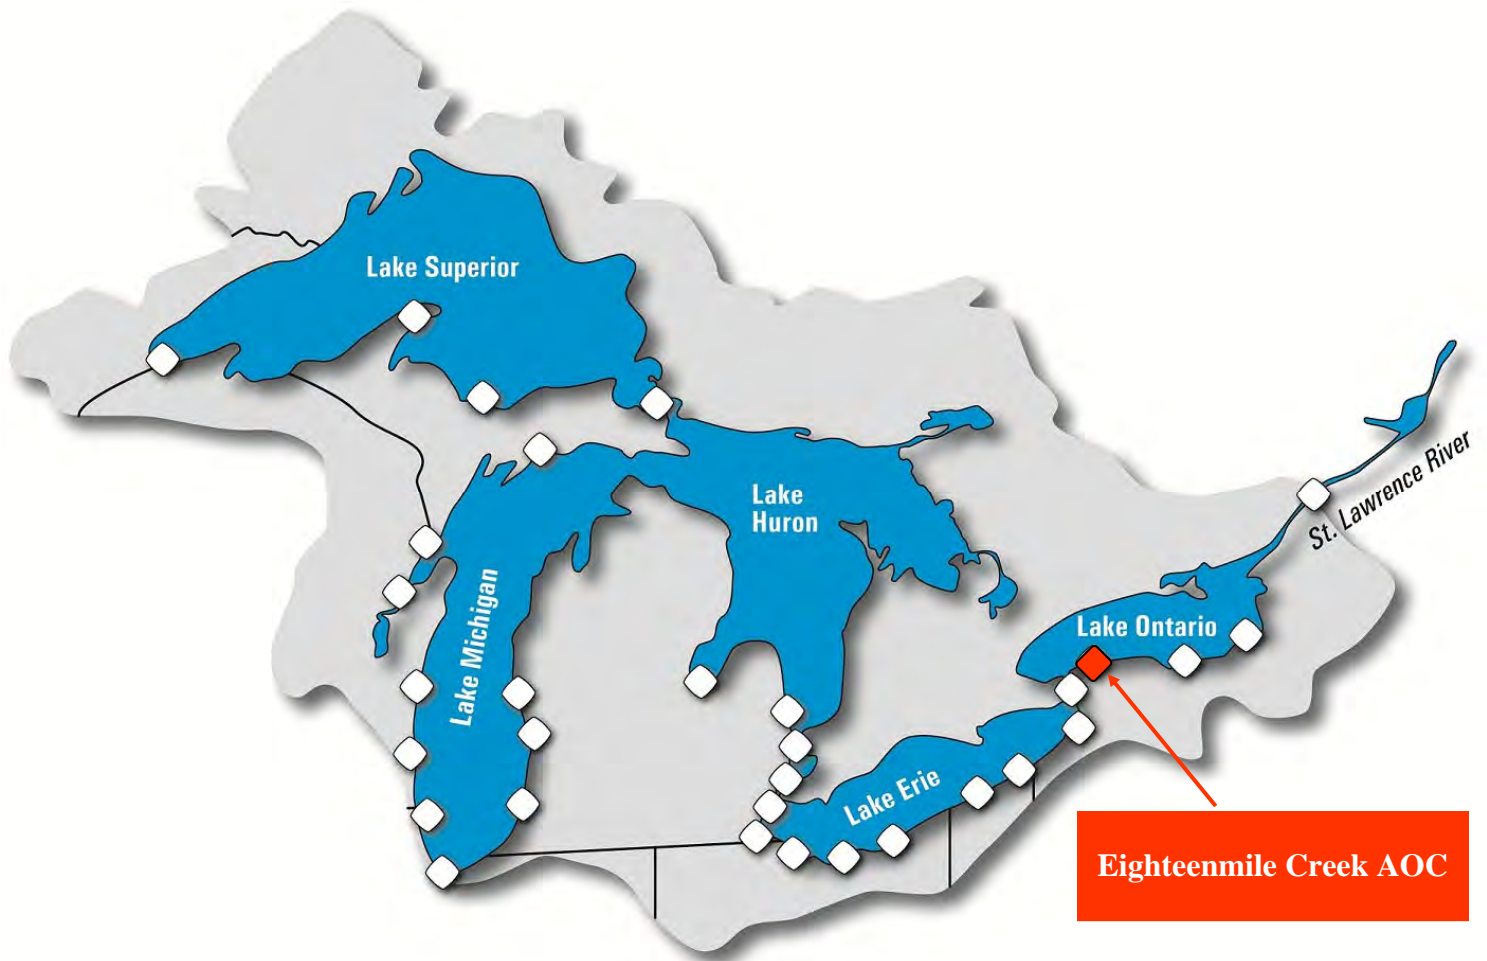 Lake Superior
Lake
Huron
St. Lawrence River
Lake Michigan
Lake Ontario
Lake Erie
Eighteenmile Creek AOC